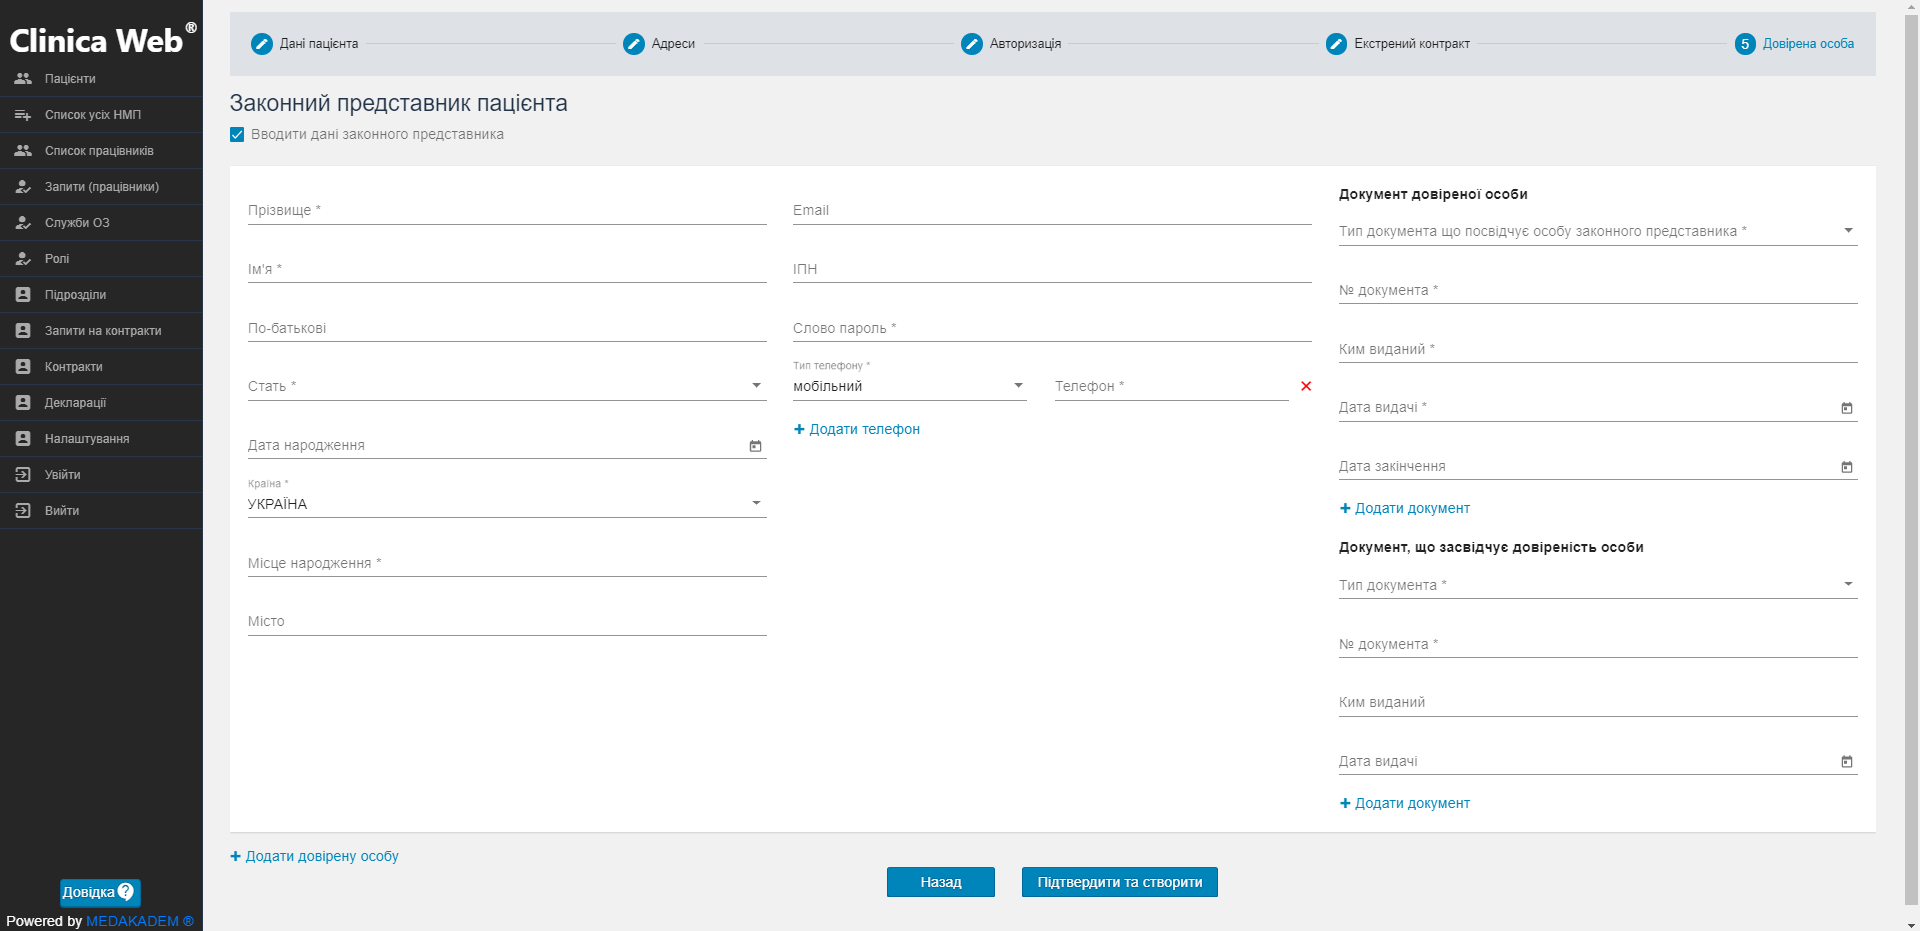 Clinica Web®
Пацієнти
Список усіх НМП
Список працівників
Запити (працівники)
Служби ОЗ
Ролі
Підрозділи
Запити на контракти
Контракти
Декларації
Налаштування
Увійти
Вийти
Довідка ?
Powered by MEDAKADEM ®
Дані пацієнта
Адреси
Авторизація
Екстрений контракт
5 Довірена особа
Законний представник пацієнта
Вводити дані законного представника
Прізвище *
Ім'я *
По-батькові
Стать *
Дата народження
Країна *
УКРАЇНА
Місце народження *
Місто
Email
ІПН
Слово пароль *
Тип телефону *
мобільний
Телефон *
+ Додати телефон
Документ довіреної особи
Тип документа що посвідчує особу законного представника *
№ документа *
Ким виданий *
Дата видачі *
Дата закінчення
+ Додати документ
Документ, що засвідчує довіреність особи
Тип документа *
№ документа *
Ким виданий
Дата видачі
+ Додати документ
+ Додати довірену особу
Назад
Підтвердити та створити